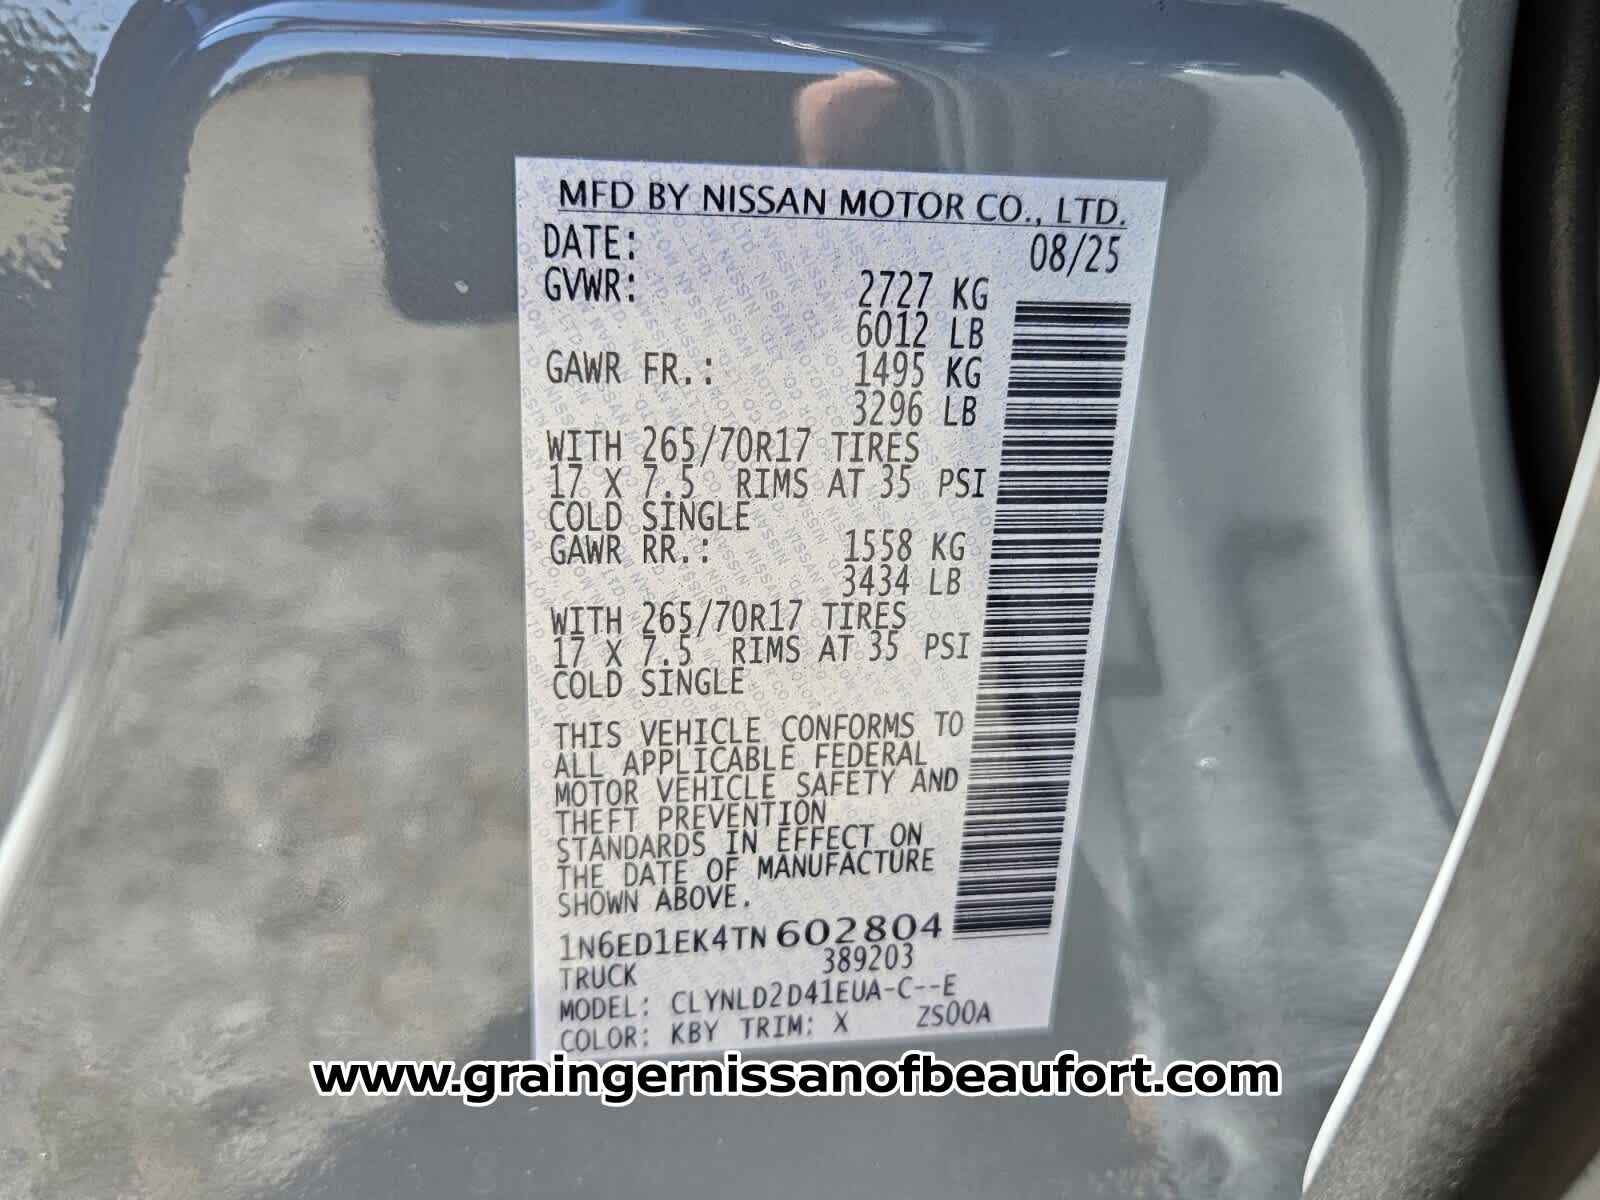 MFD BY NISSAN MOTOR CO., LTD.
DATE: 08/25
GVWR: 2727 KG
6012 LB
GAWR FR.: 1495 KG
3296 LB
WITH 265/70R17 TIRES
17 X 7.5 RIMS AT 35 PSI
COLD SINGLE
GAWR RR.: 1558 KG
3434 LB
WITH 265/70R17 TIRES
17 X 7.5 RIMS AT 35 PSI
COLD SINGLE
THIS VEHICLE CONFORMS TO
ALL APPLICABLE FEDERAL
MOTOR VEHICLE SAFETY AND
THEFT PREVENTION
STANDARDS IN EFFECT ON
THE DATE OF MANUFACTURE
SHOWN ABOVE.
1N6ED1EK4TN602804
TRUCK 389203
MODEL: CLYNLD2D41EUA-C--E
COLOR: KBY TRIM: X ZS00A
www.graingernissanofbeaufort.com